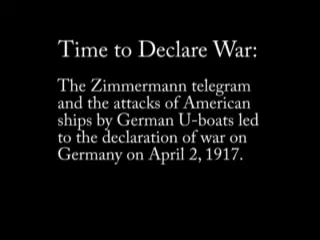 Time to Declare War:
The Zimmermann telegram
and the attacks of American
ships by German U-boats led
to the declaration of war on
Germany on April 2, 1917.